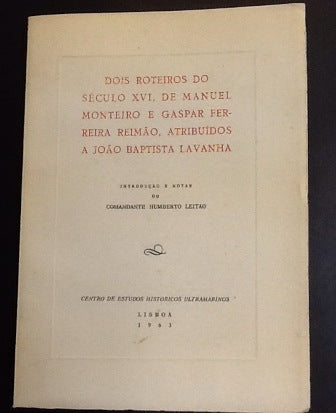 DOIS ROTEIROS DO
SÉCULO XVI, DE MANUEL
MONTEIRO E GASPAR FER-
REIRA REIMÃO, ATRIBUÍDOS
A JOÃO BAPTISTA LAVANHA
INTRODUÇÃO E NOTAS
DO
COMANDANTE HUMBERTO LEITÃO
CENTRO DE ESTUDOS HISTÓRICOS ULTRAMARINOS
LISBOA
1963